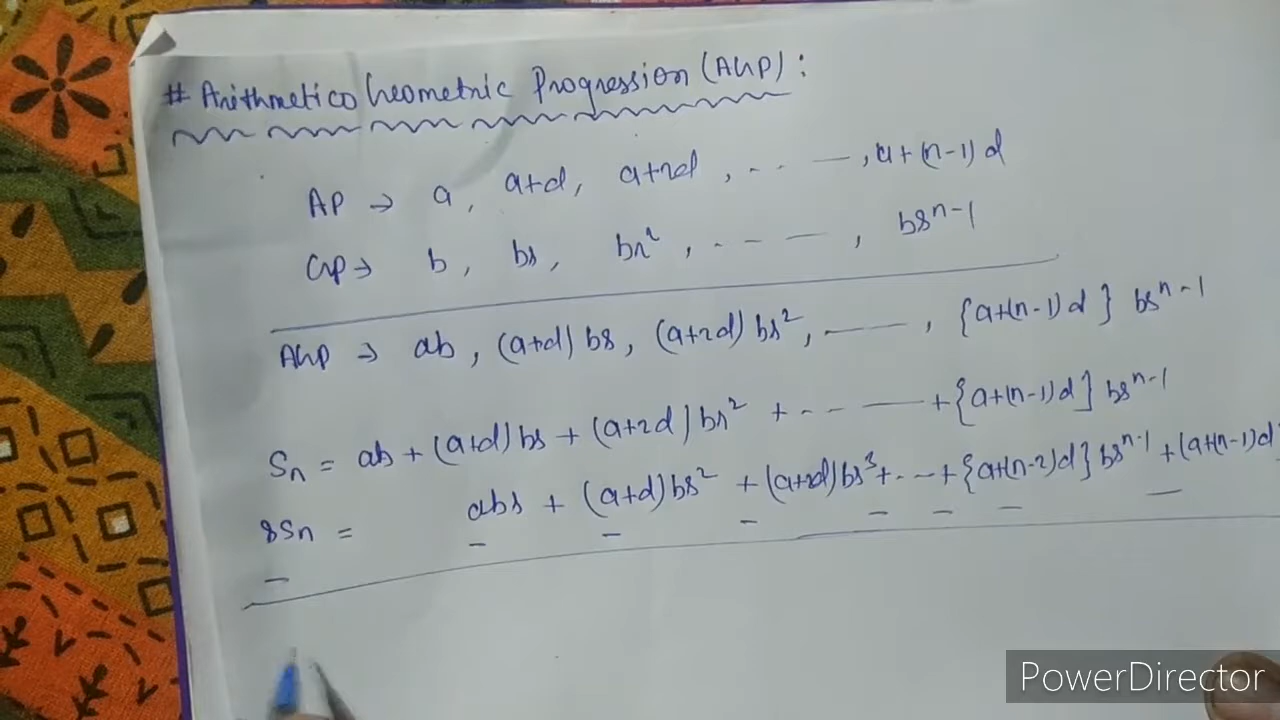 # Arithmetico Geometric Progression (AGP) :
AP → a, a+d, a+2d, . . — , a+(n-1)d
GP → b, br, br², . - — , brⁿ⁻¹
AGP → ab, (a+d)br, (a+2d)br², —— , {a+(n-1)d} brⁿ⁻¹
Sn = ab + (a+d)br + (a+2d)br² + - - — + {a+(n-1)d} brⁿ⁻¹
rSn = abr + (a+d)br² + (a+2d)br³ + . - + {a+(n-2)d} brⁿ⁻¹ + (a+(n-1)d}
PowerDirector